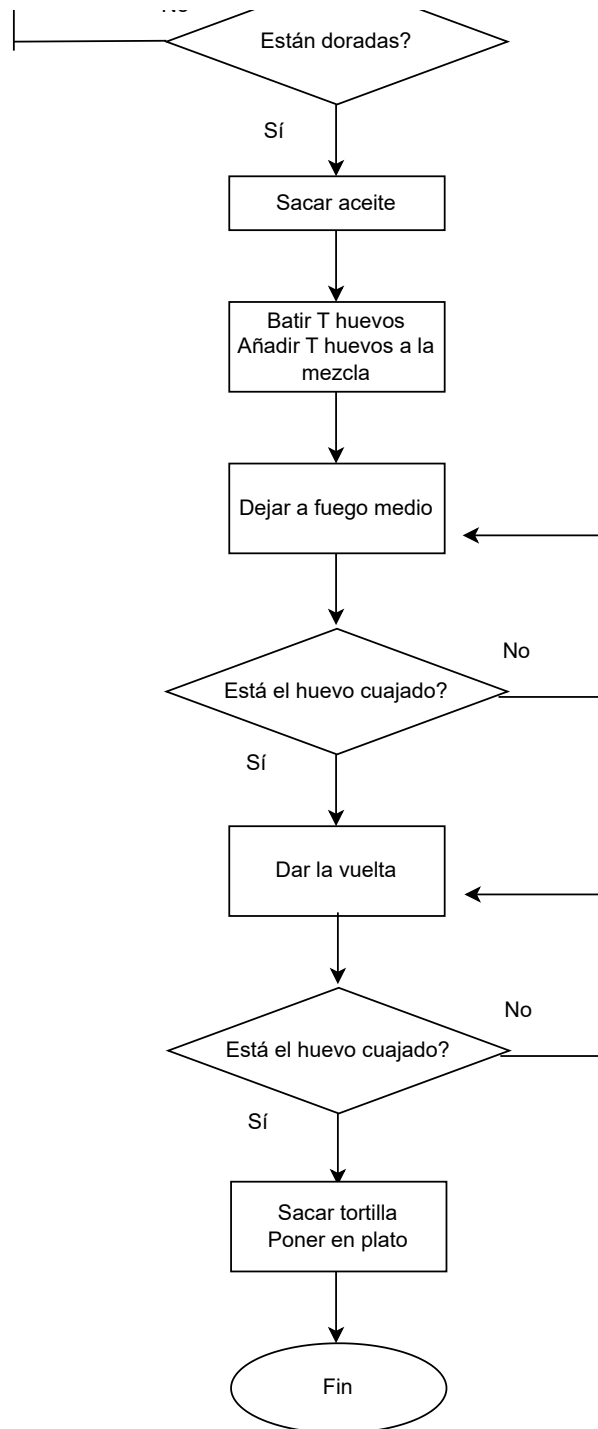 Están doradas?
Sí
Sacar aceite
Batir T huevos
Añadir T huevos a la
mezcla
Dejar a fuego medio
No
Está el huevo cuajado?
Sí
Dar la vuelta
No
Está el huevo cuajado?
Sí
Sacar tortilla
Poner en plato
Fin